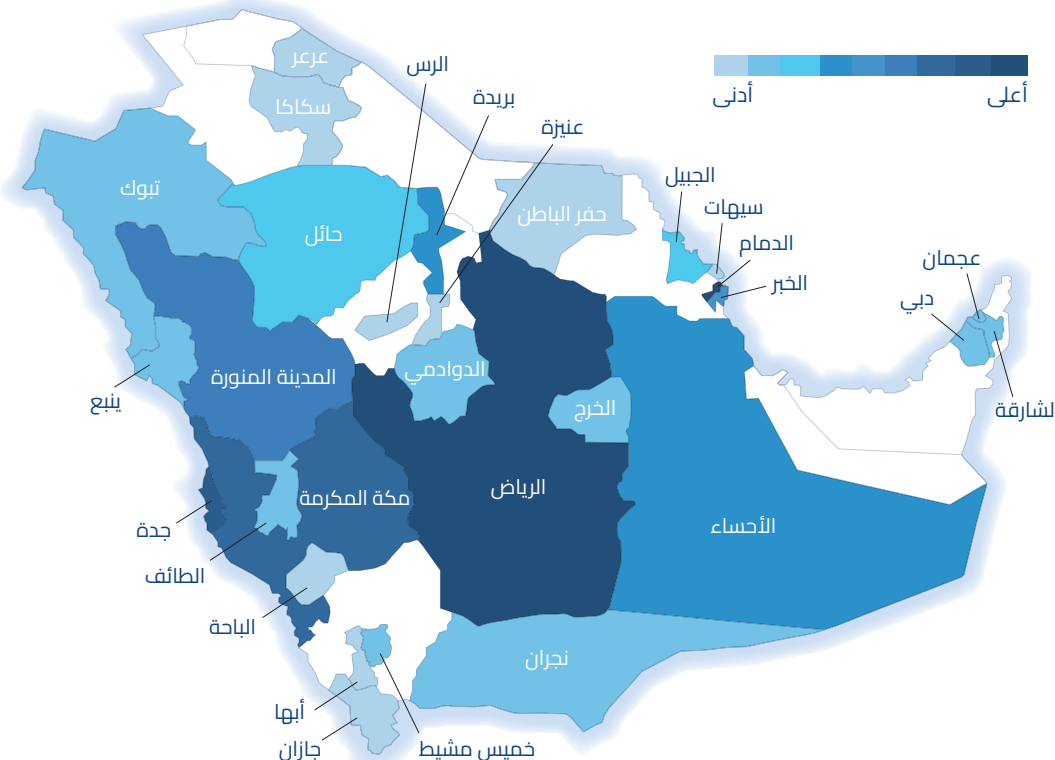 عرعر
الرس
أعلى
أدنى
سكاكا
بريدة
عنيزة
الجبيل
تبوك
حفر الباطن
سيهات
حائل
الدمام
عجمان
الخبر
دبي
الدوادمي
المدينة المنورة
ينبع
الخرج
لشارقة
الرياض
مكة المكرمة
الأحساء
جدة
الطائف
الباحة
نجران
أبها
جازان
خميس مشيط